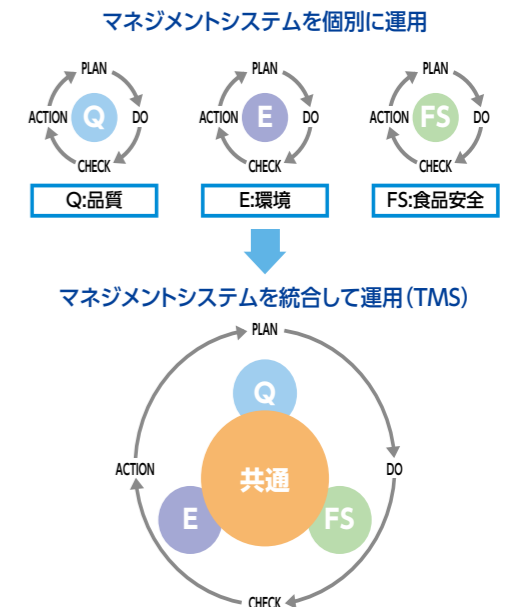 マネジメントシステムを個別に運用
PLAN PLAN PLAN
ACTION Q DO ACTION E DO ACTION FS DO
CHECK CHECK CHECK
Q:品質 E:環境 FS:食品安全
マネジメントシステムを統合して運用(TMS)
PLAN
Q
ACTION 共通 DO
E FS
CHECK